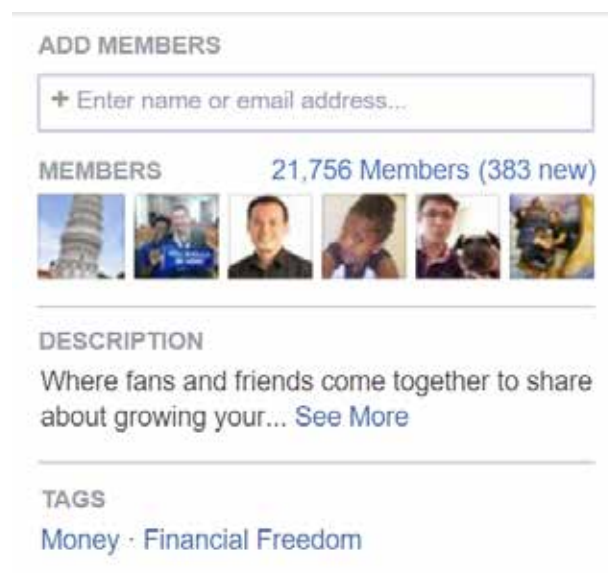 ADD MEMBERS
+ Enter name or email address...
MEMBERS 21,756 Members (383 new)
DESCRIPTION
Where fans and friends come together to share
about growing your... See More
TAGS
Money · Financial Freedom